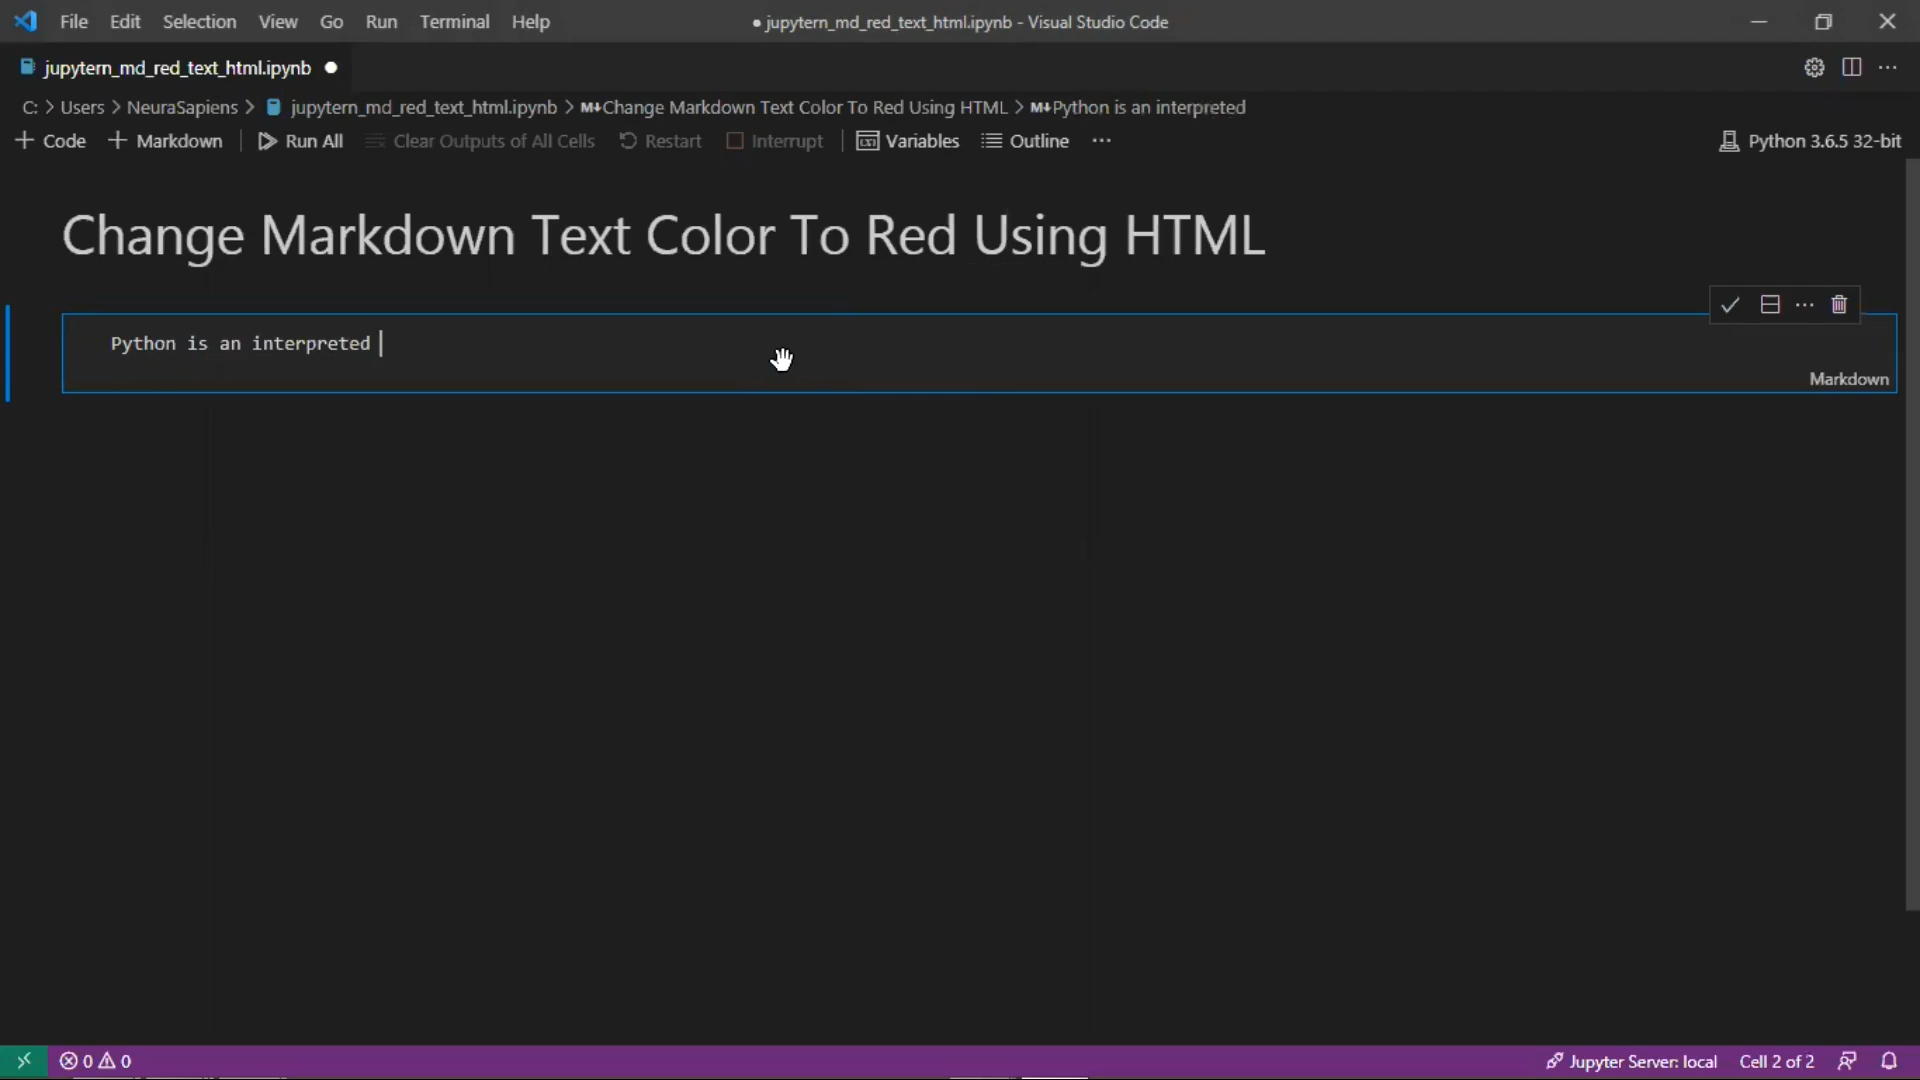 File Edit Selection View Go Run Terminal Help ● jupytern_md_red_text_html.ipynb - Visual Studio Code
jupytern_md_red_text_html.ipynb ●
C: > Users > NeuraSapiens > jupytern_md_red_text_html.ipynb > M↓Change Markdown Text Color To Red Using HTML > M↓Python is an interpreted
+ Code + Markdown Run All Clear Outputs of All Cells Restart Interrupt Variables Outline ··· Python 3.6.5 32-bit
Change Markdown Text Color To Red Using HTML
Python is an interpreted
Markdown
0 0 Jupyter Server: local Cell 2 of 2